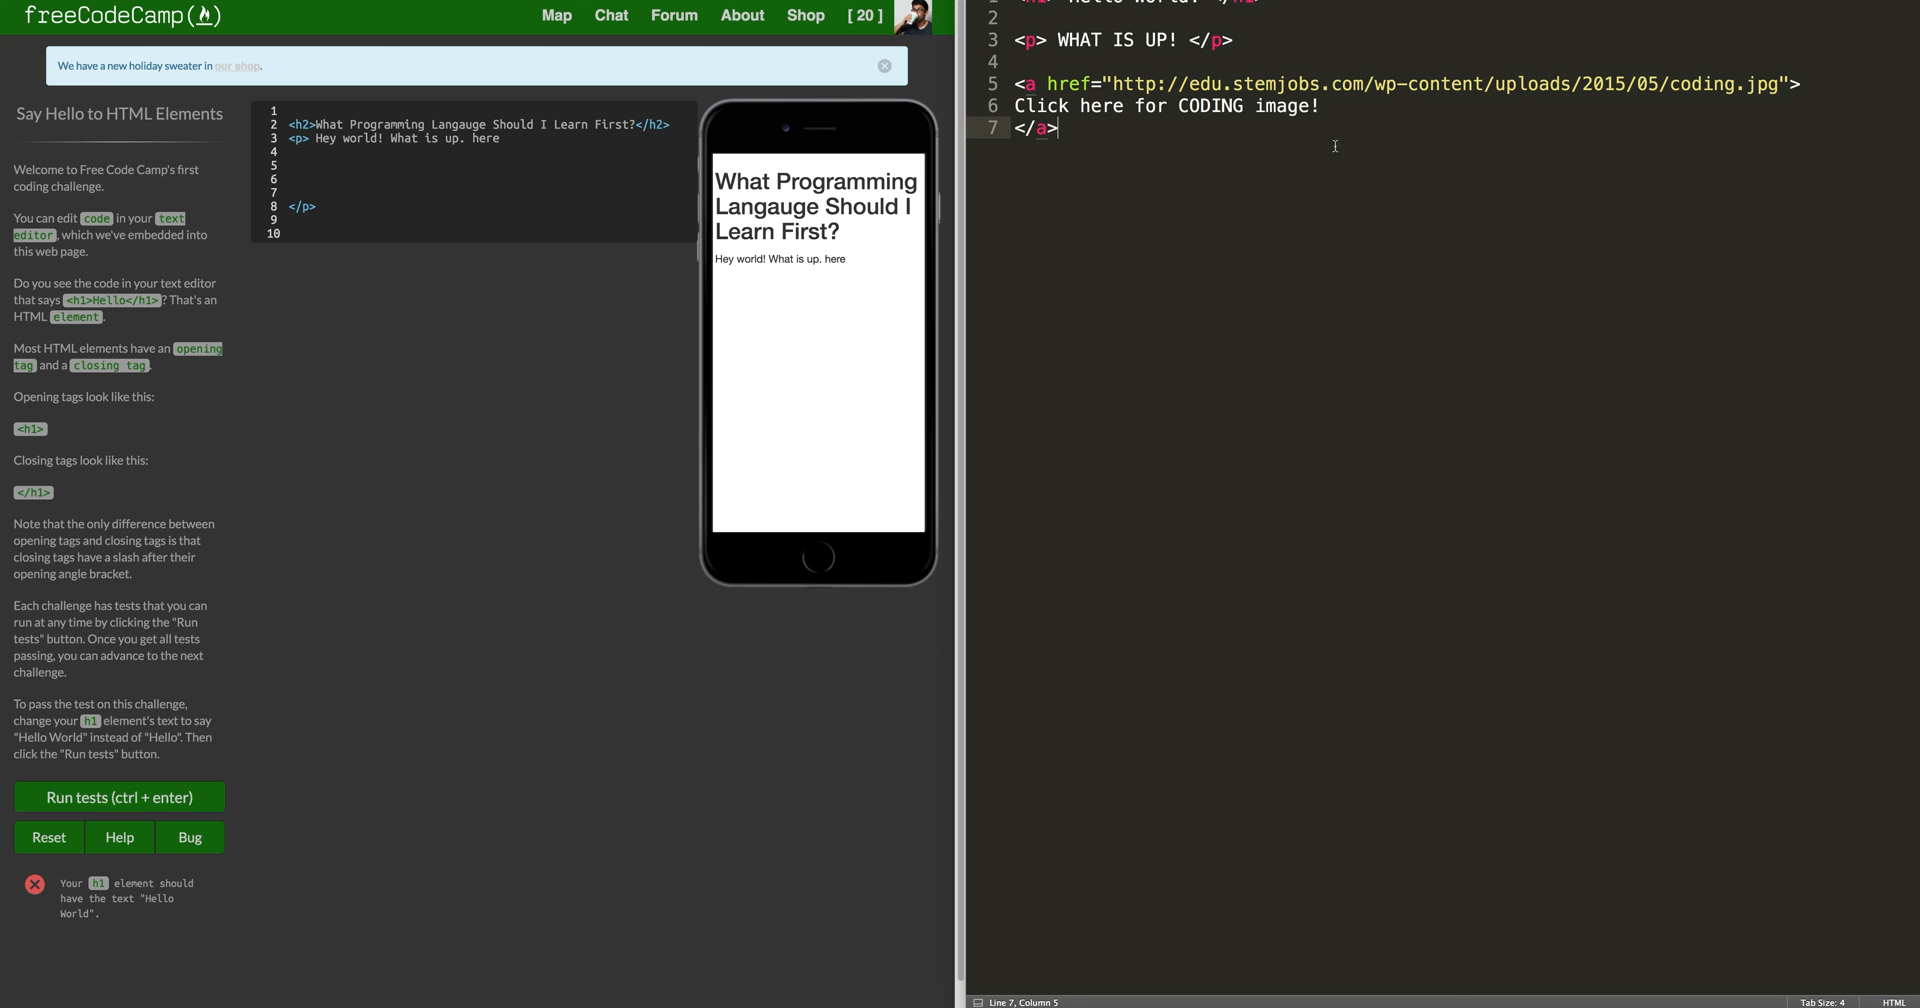 freeCodeCamp(🔥)
Map Chat Forum About Shop [ 20 ]
We have a new holiday sweater in our shop.
Say Hello to HTML Elements
Welcome to Free Code Camp's first
coding challenge.
You can edit code in your text
editor, which we've embedded into
this web page.
Do you see the code in your text editor
that says <h1>Hello</h1>? That's an
HTML element.
Most HTML elements have an opening
tag and a closing tag.
Opening tags look like this:
<h1>
Closing tags look like this:
</h1>
Note that the only difference between
opening tags and closing tags is that
closing tags have a slash after their
opening angle bracket.
Each challenge has tests that you can
run at any time by clicking the "Run
tests" button. Once you get all tests
passing, you can advance to the next
challenge.
To pass the test on this challenge,
change your h1 element's text to say
"Hello World" instead of "Hello". Then
click the "Run tests" button.
Run tests (ctrl + enter)
Reset Help Bug
Your h1 element should
have the text "Hello
World".
1
2 <h2>What Programming Langauge Should I Learn First?</h2>
3 <p> Hey world! What is up. here
4
5
6
7
8 </p>
9
10
What Programming
Langauge Should I
Learn First?
Hey world! What is up. here
2
3 <p> WHAT IS UP! </p>
4
5 <a href="http://edu.stemjobs.com/wp-content/uploads/2015/05/coding.jpg">
6 Click here for CODING image!
7 </a>
Line 7, Column 5
Tab Size: 4
HTML